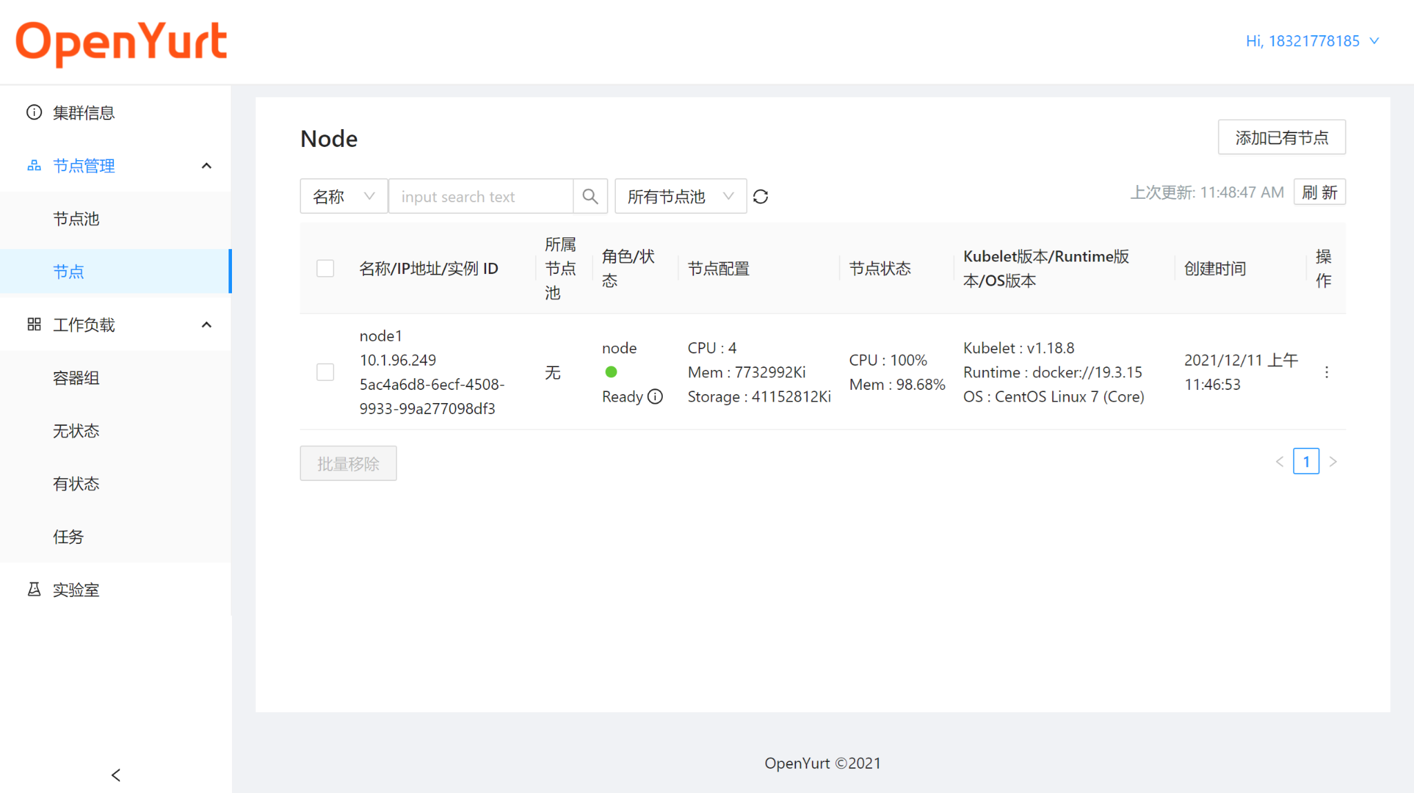 OpenYurt
Hi, 18321778185
集群信息
节点管理
节点池
节点
工作负载
容器组
无状态
有状态
任务
实验室
Node
添加已有节点
名称
input search text
所有节点池
上次更新: 11:48:47 AM
刷 新
名称/IP地址/实例 ID
所属
节点
池
角色/状
态
节点配置
节点状态
Kubelet版本/Runtime版
本/OS版本
创建时间
操
作
node1
10.1.96.249
5ac4a6d8-6ecf-4508-
9933-99a277098df3
无
node
Ready
CPU : 4
Mem : 7732992Ki
Storage : 41152812Ki
CPU : 100%
Mem : 98.68%
Kubelet : v1.18.8
Runtime : docker://19.3.15
OS : CentOS Linux 7 (Core)
2021/12/11 上午
11:46:53
批量移除
1
OpenYurt ©2021